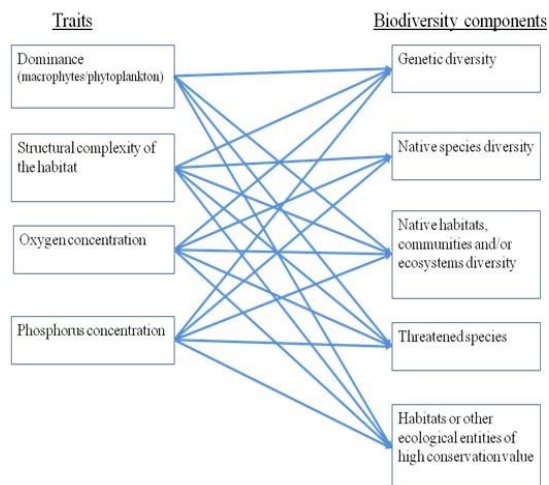 Traits
Dominance
(macrophytes/phytoplankton)
Structural complexity of
the habitat
Oxygen concentration
Phosphorus concentration
Biodiversity components
Genetic diversity
Native species diversity
Native habitats,
communities and/or
ecosystems diversity
Threatened species
Habitats or other
ecological entities of
high conservation value